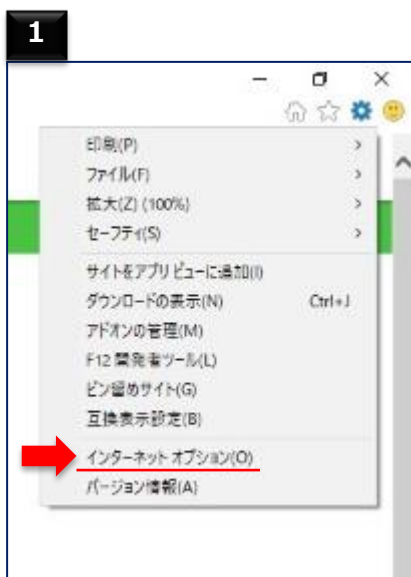 1
印刷(P)
ファイル(F)
拡大(Z) (100%)
セーフティ(S)
サイトをアプリ ビューに追加(I)
ダウンロードの表示(N) Ctrl+J
アドオンの管理(M)
F12 開発者ツール(L)
ピン留めサイト(G)
互換表示設定(B)
インターネット オプション(O)
バージョン情報(A)